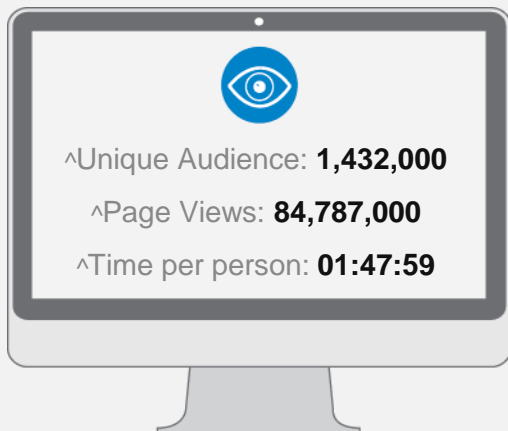 ^Unique Audience: 1,432,000
^Page Views: 84,787,000
^Time per person: 01:47:59